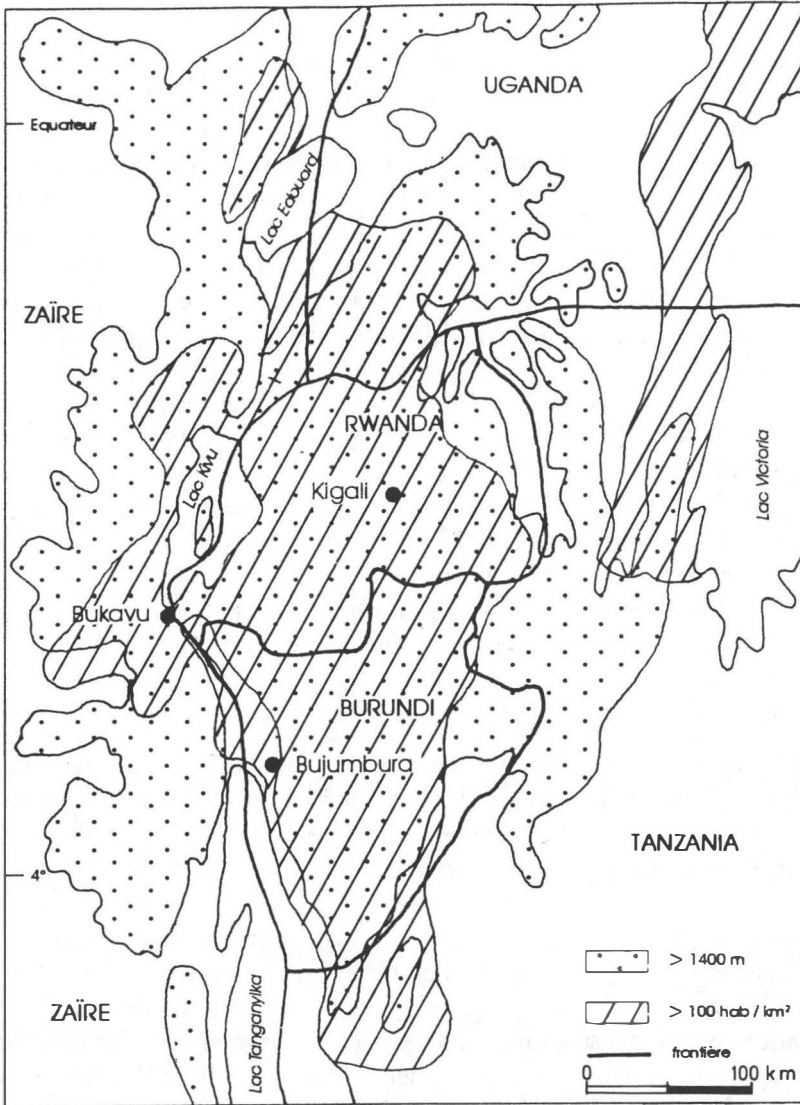 UGANDA
Equateur
Lac Edouard
ZAÏRE
RWANDA
Lac Kivu
Kigali
Lac Victoria
Bukavu
BURUNDI
Bujumbura
TANZANIA
4°
> 1400 m
ZAÏRE
Lac Tanganyika
> 100 hab / km²
frontière
0 100 km